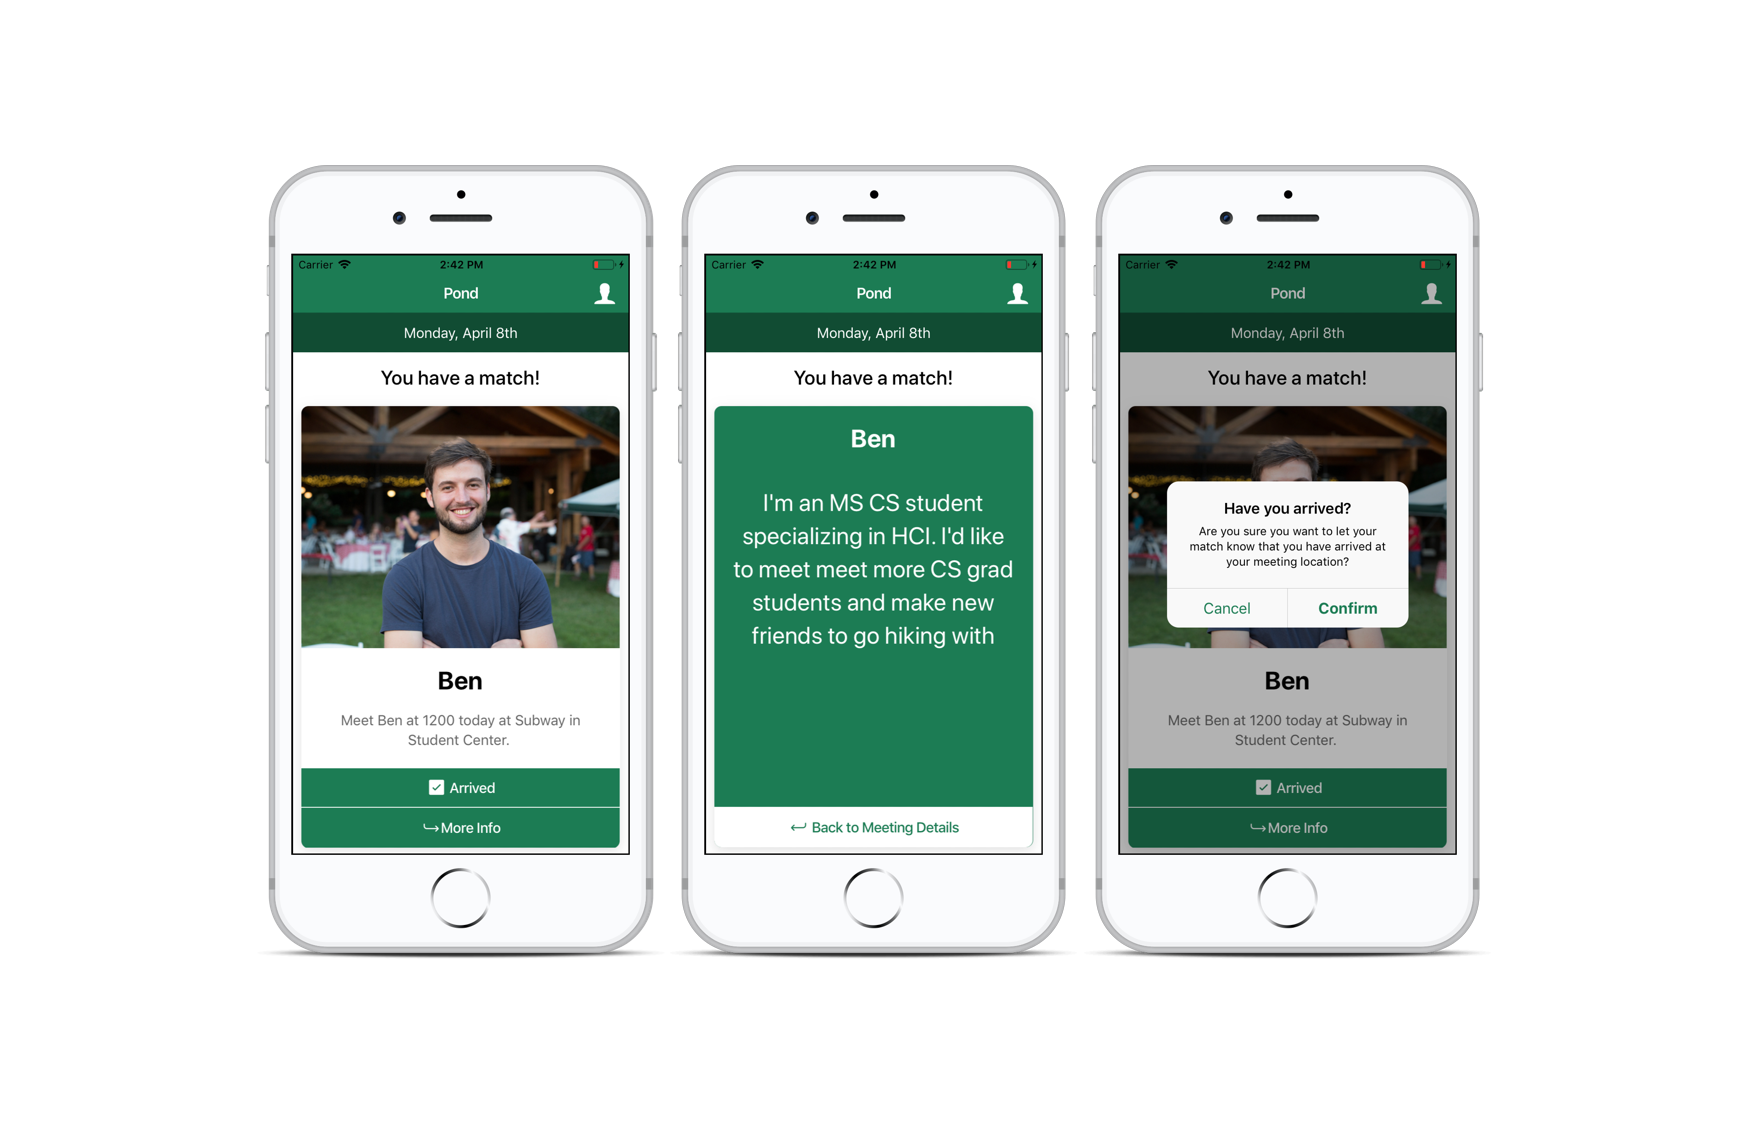 Carrier 2:42 PM
Pond
Monday, April 8th
You have a match!
Ben
Meet Ben at 1200 today at Subway in
Student Center.
Arrived
More Info
Carrier 2:42 PM
Pond
Monday, April 8th
You have a match!
Ben
I'm an MS CS student
specializing in HCI. I'd like
to meet meet more CS grad
students and make new
friends to go hiking with
Back to Meeting Details
Carrier 2:42 PM
Pond
Monday, April 8th
You have a match!
Have you arrived?
Are you sure you want to let your
match know that you have arrived at
your meeting location?
Cancel Confirm
Ben
Meet Ben at 1200 today at Subway in
Student Center.
Arrived
More Info